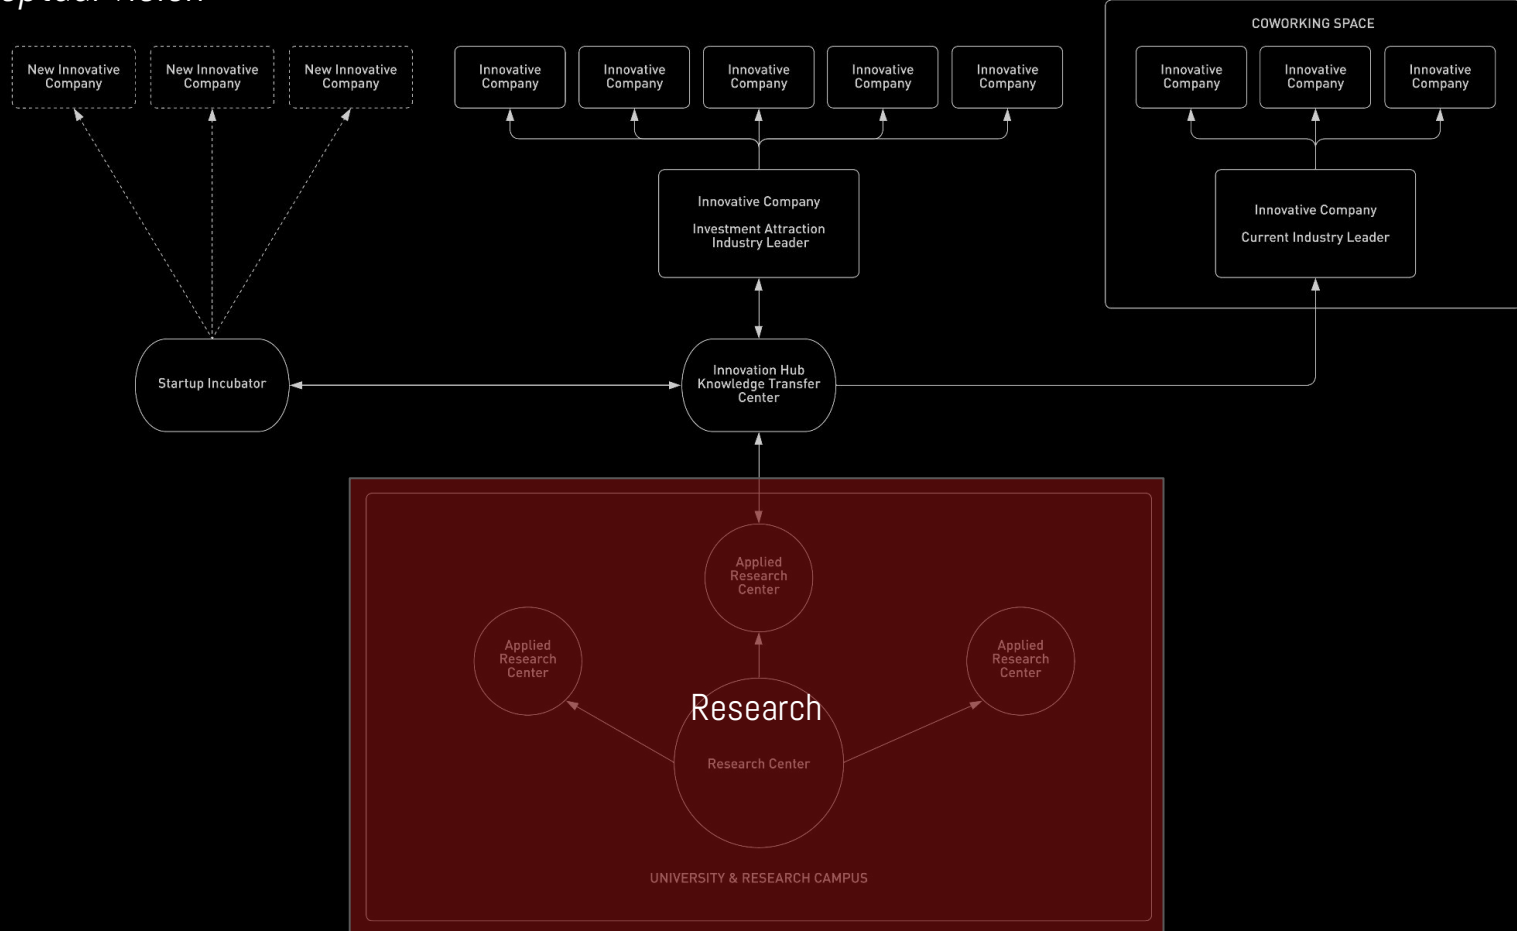 COWORKING SPACE
New Innovative
Company
New Innovative
Company
New Innovative
Company
Innovative
Company
Innovative
Company
Innovative
Company
Innovative
Company
Innovative
Company
Innovative
Company
Innovative
Company
Innovative
Company
Innovative Company
Investment Attraction
Industry Leader
Innovative Company
Current Industry Leader
Startup Incubator
Innovation Hub
Knowledge Transfer
Center
Applied
Research
Center
Applied
Research
Center
Applied
Research
Center
Research
Research Center
UNIVERSITY & RESEARCH CAMPUS